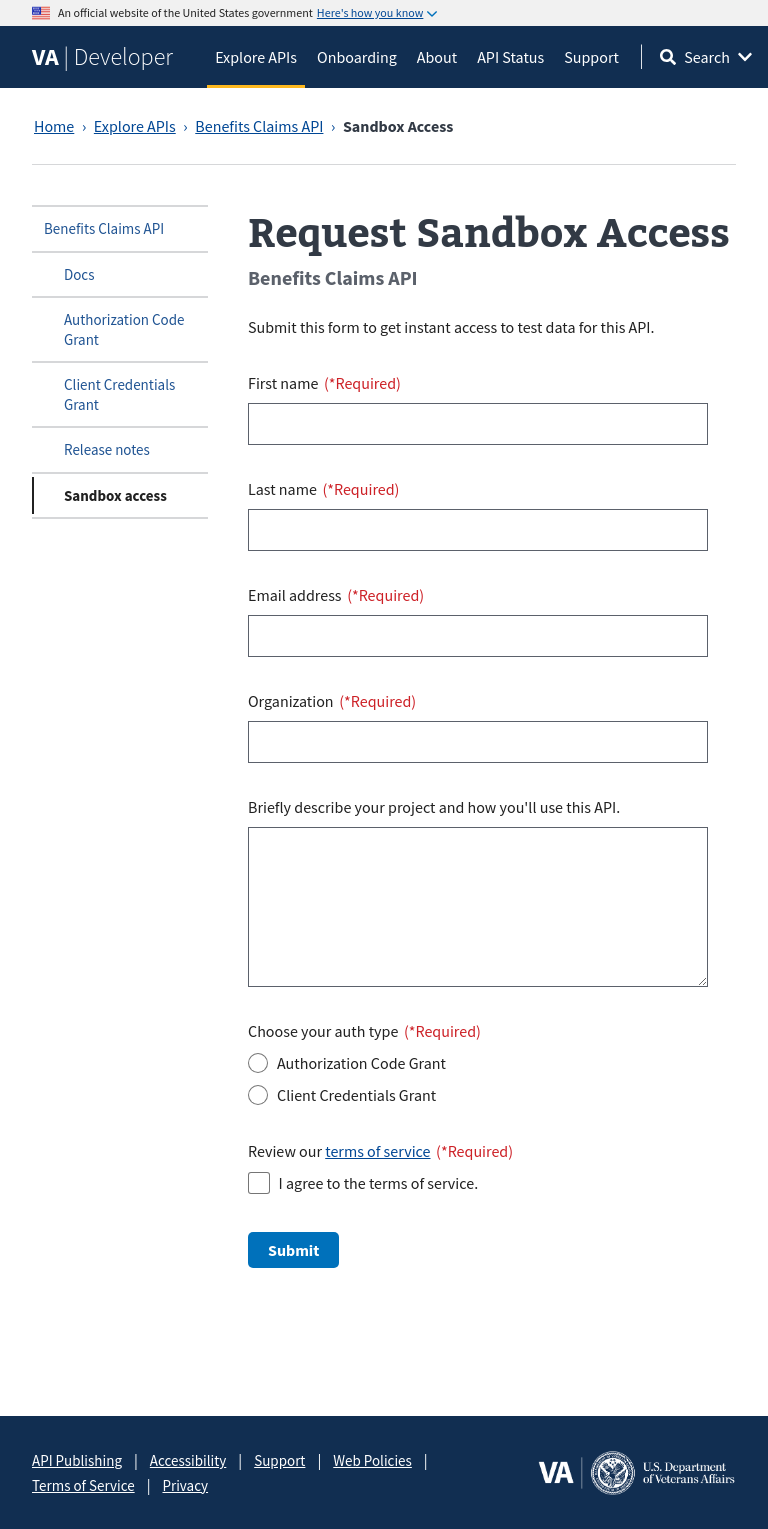 An official website of the United States government Here's how you know
VA | Developer Explore APIs Onboarding About API Status Support Search
Home › Explore APIs › Benefits Claims API › Sandbox Access
Benefits Claims API
Docs
Authorization Code
Grant
Client Credentials
Grant
Release notes
Sandbox access
Request Sandbox Access
Benefits Claims API
Submit this form to get instant access to test data for this API.
First name (*Required)
Last name (*Required)
Email address (*Required)
Organization (*Required)
Briefly describe your project and how you'll use this API.
Choose your auth type (*Required)
Authorization Code Grant
Client Credentials Grant
Review our terms of service (*Required)
I agree to the terms of service.
Submit
API Publishing | Accessibility | Support | Web Policies |
Terms of Service | Privacy
VA U.S. Department
of Veterans Affairs